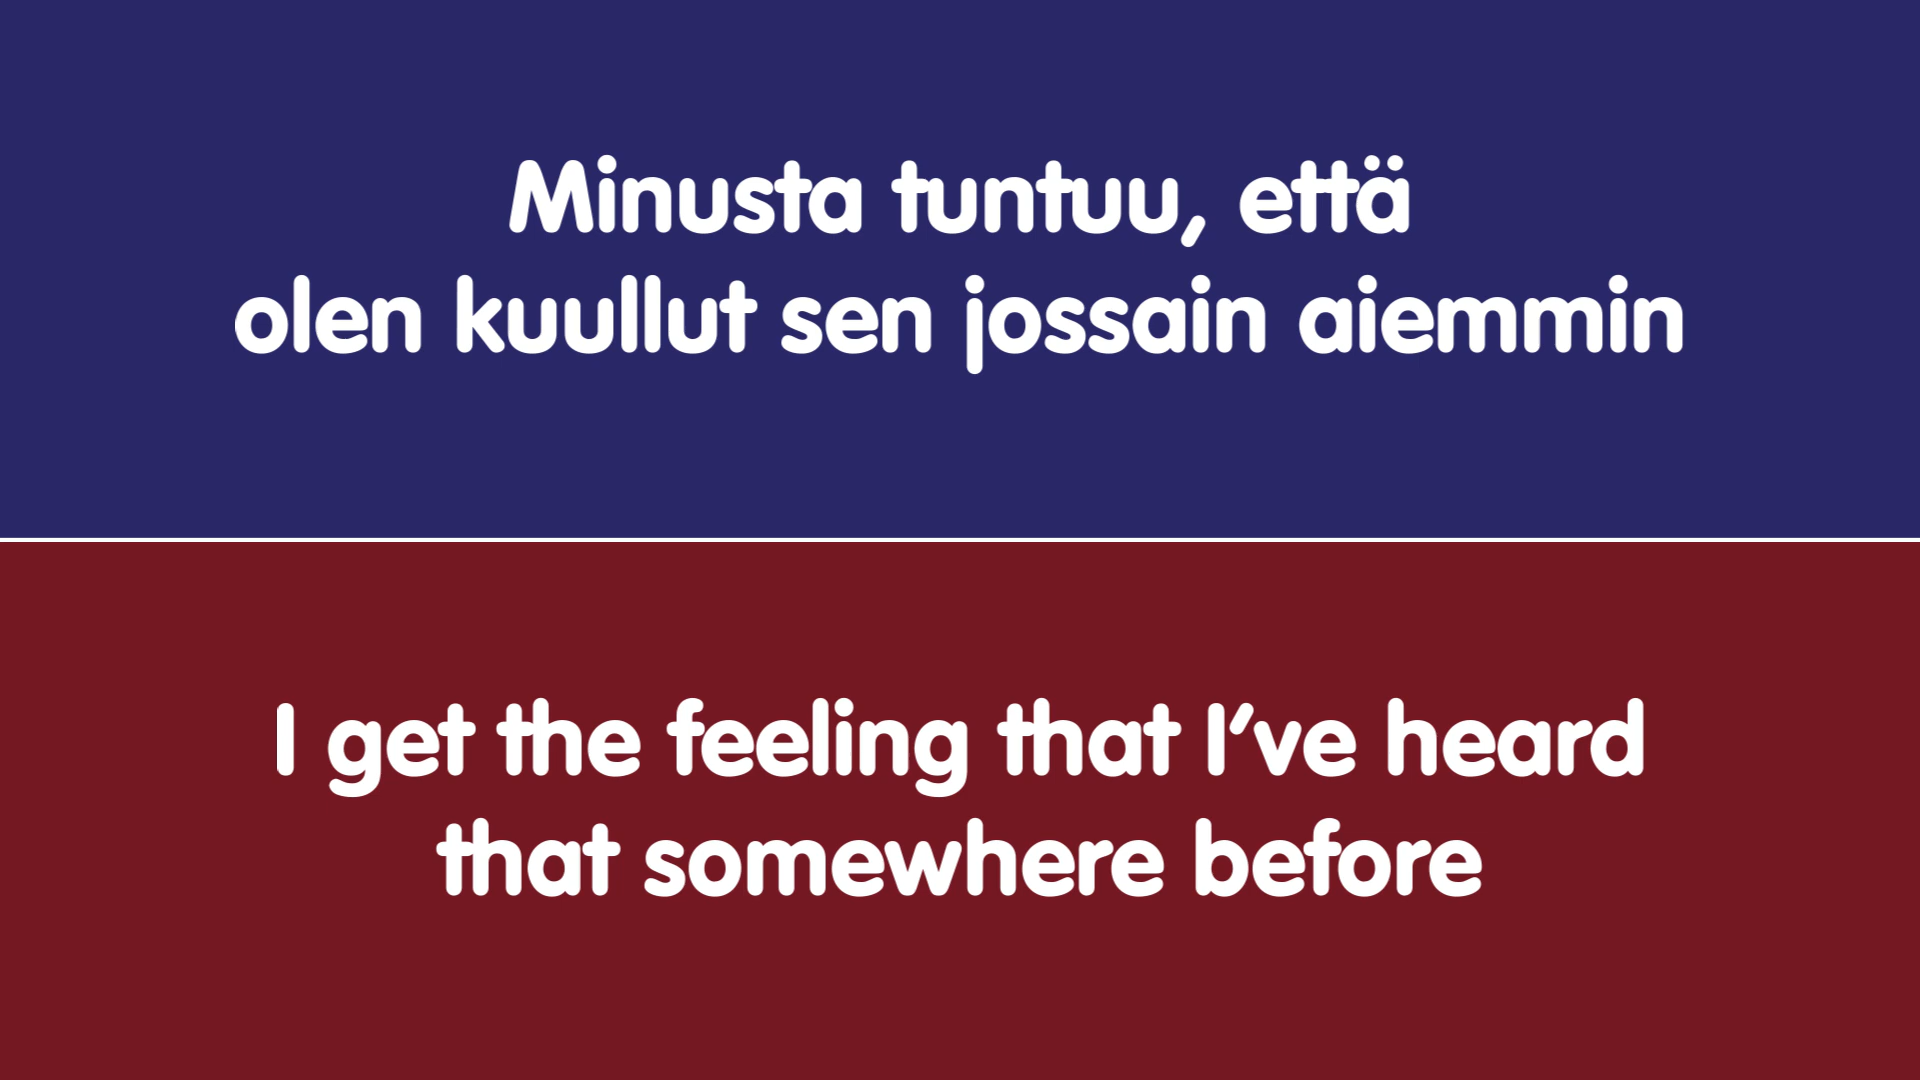 Minusta tuntuu, että
olen kuullut sen jossain aiemmin
I get the feeling that I've heard
that somewhere before